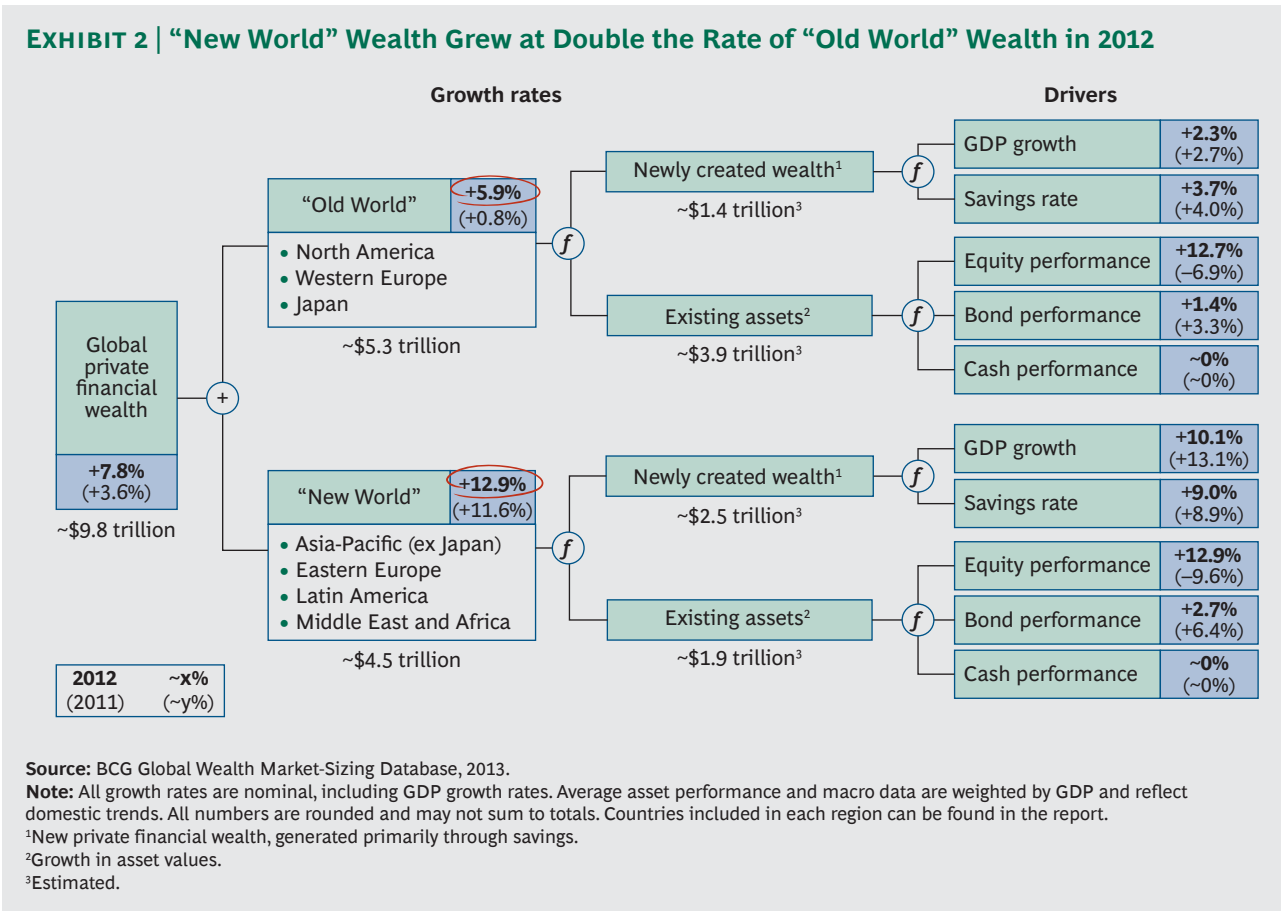 EXHIBIT 2 | “New World” Wealth Grew at Double the Rate of “Old World” Wealth in 2012
Growth rates
Drivers
Global
private
financial
wealth
+7.8%
(+3.6%)
~$9.8 trillion
+
“Old World”
+5.9%
(+0.8%)
• North America
• Western Europe
• Japan
~$5.3 trillion
f
Newly created wealth¹
~$1.4 trillion³
f
GDP growth
+2.3%
(+2.7%)
Savings rate
+3.7%
(+4.0%)
Existing assets²
~$3.9 trillion³
f
Equity performance
+12.7%
(–6.9%)
Bond performance
+1.4%
(+3.3%)
Cash performance
~0%
(~0%)
“New World”
+12.9%
(+11.6%)
• Asia-Pacific (ex Japan)
• Eastern Europe
• Latin America
• Middle East and Africa
~$4.5 trillion
f
Newly created wealth¹
~$2.5 trillion³
f
GDP growth
+10.1%
(+13.1%)
Savings rate
+9.0%
(+8.9%)
Existing assets²
~$1.9 trillion³
f
Equity performance
+12.9%
(–9.6%)
Bond performance
+2.7%
(+6.4%)
Cash performance
~0%
(~0%)
2012 ~x%
(2011) (~y%)
Source: BCG Global Wealth Market-Sizing Database, 2013.
Note: All growth rates are nominal, including GDP growth rates. Average asset performance and macro data are weighted by GDP and reflect
domestic trends. All numbers are rounded and may not sum to totals. Countries included in each region can be found in the report.
¹New private financial wealth, generated primarily through savings.
²Growth in asset values.
³Estimated.